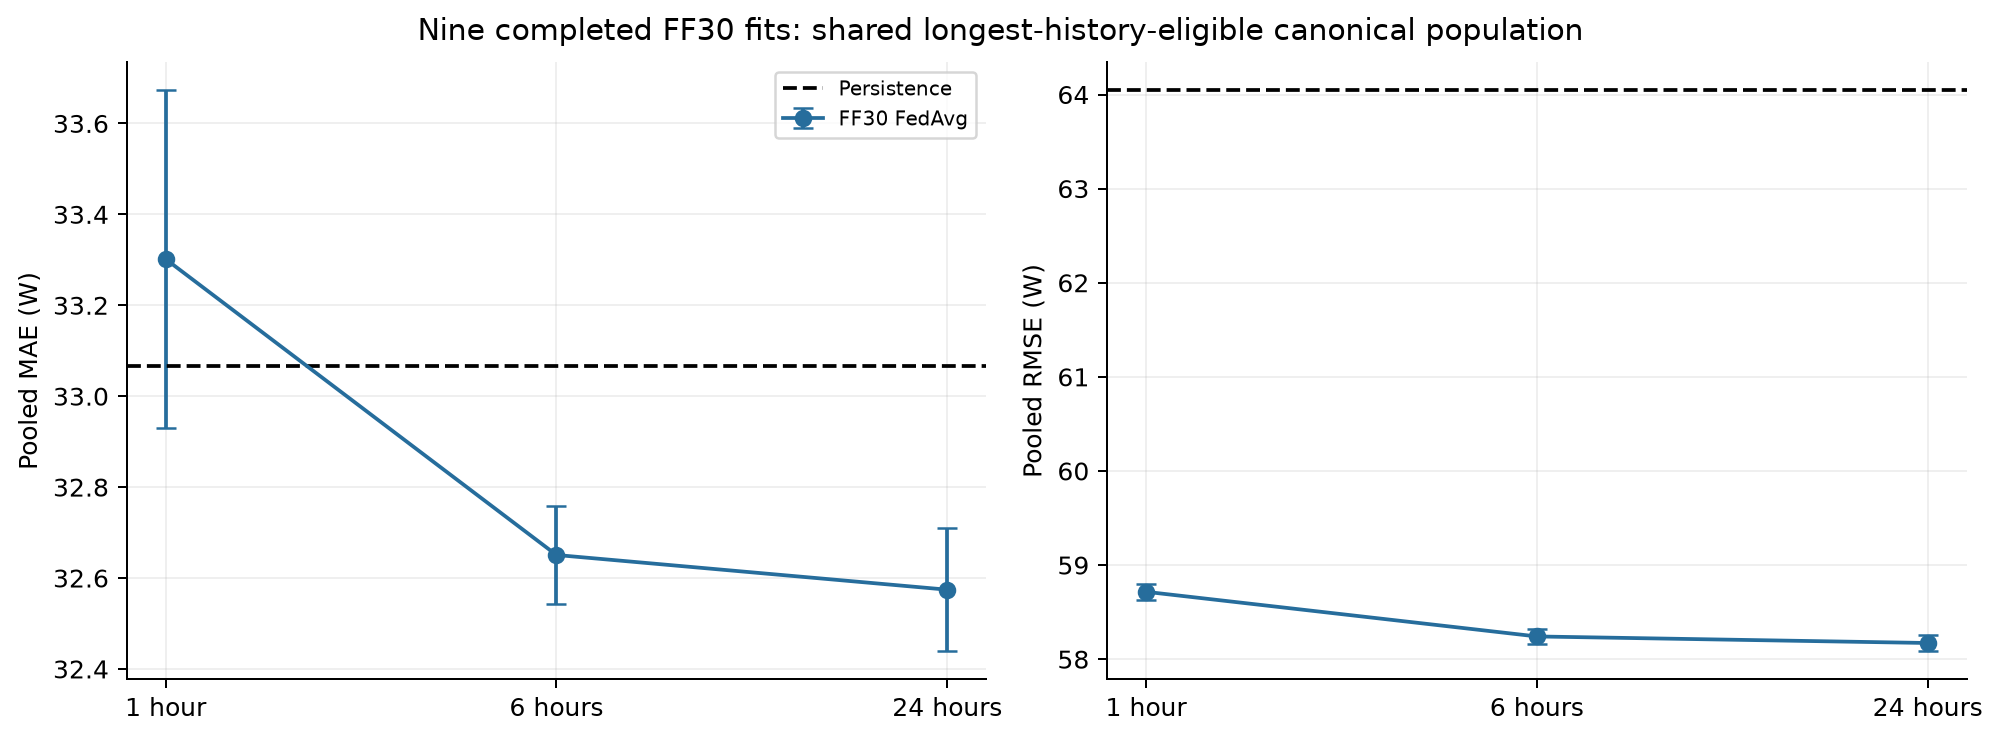 Nine completed FF30 fits: shared longest-history-eligible canonical population
Pooled MAE (W)
33.6
33.4
33.2
33.0
32.8
32.6
32.4
1 hour
6 hours
24 hours
Persistence
FF30 FedAvg
Pooled RMSE (W)
64
63
62
61
60
59
58
1 hour
6 hours
24 hours